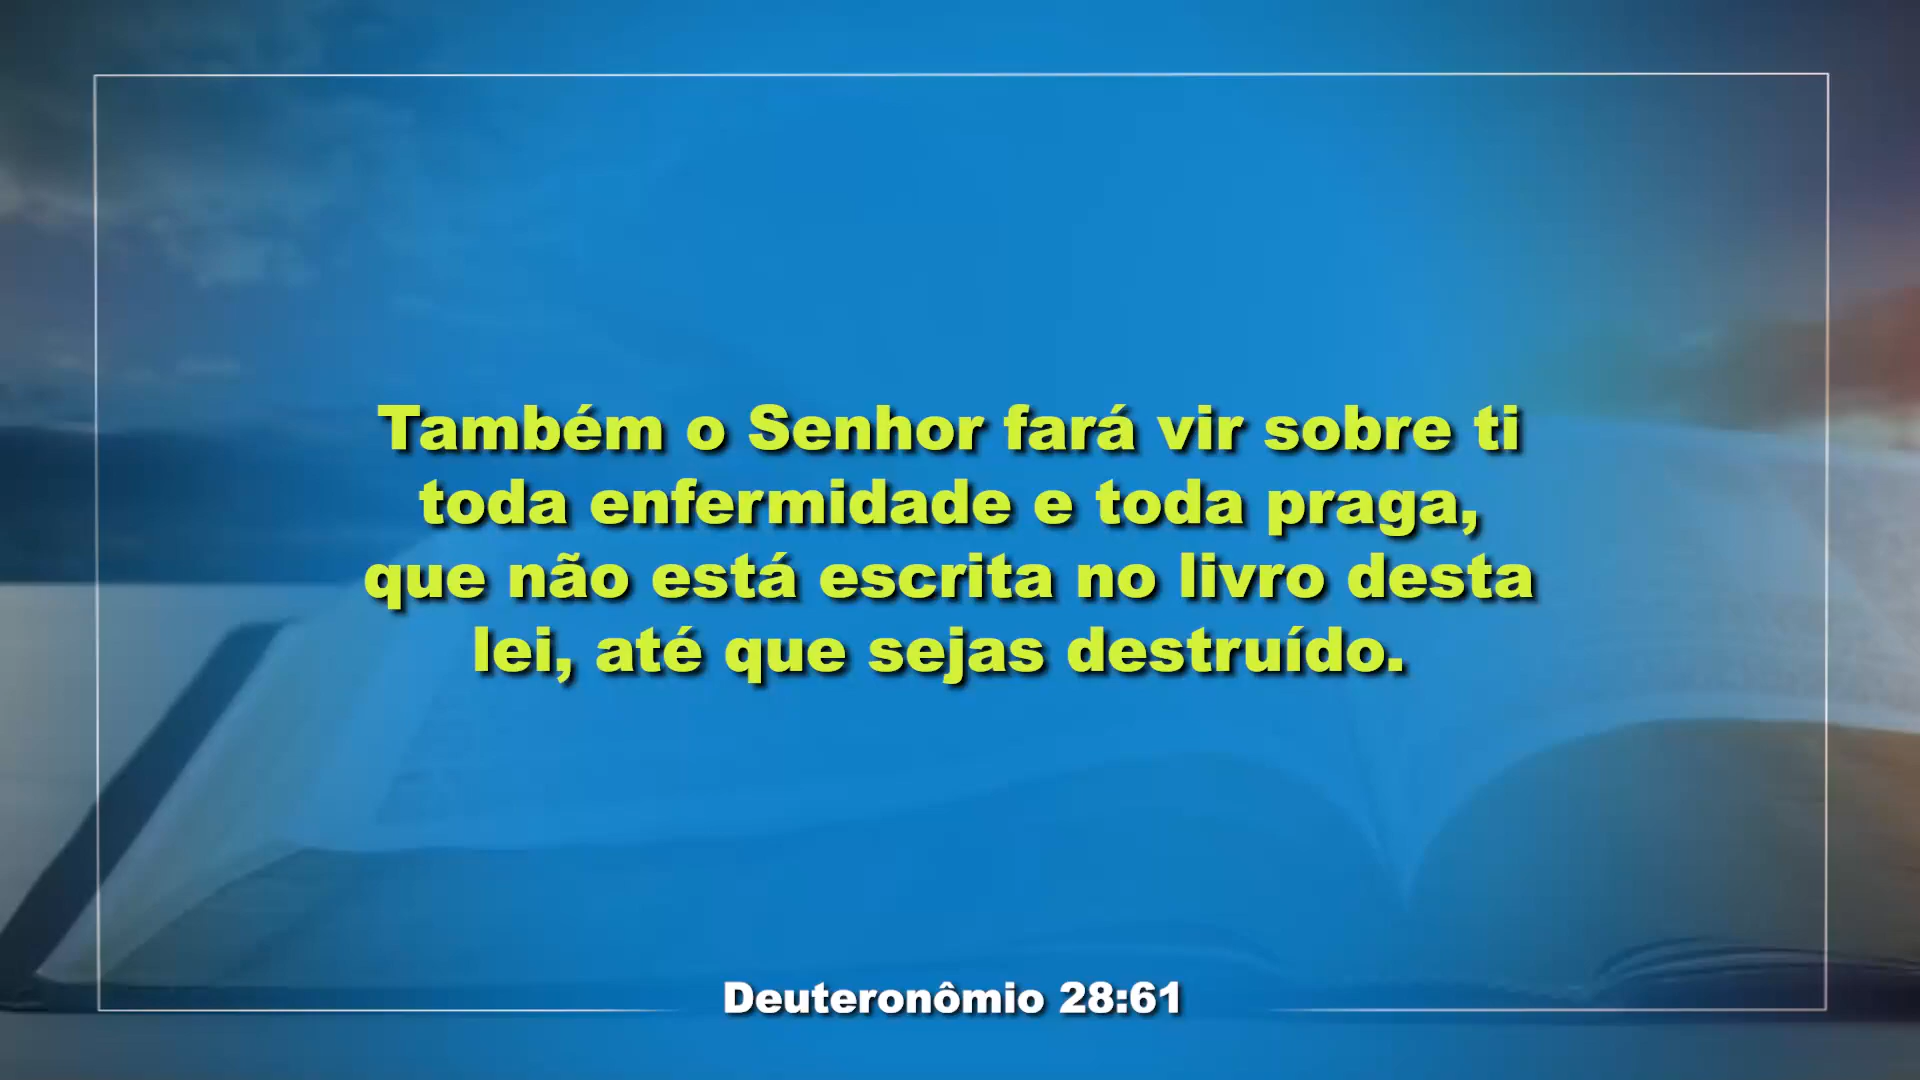 Também o Senhor fará vir sobre ti
toda enfermidade e toda praga,
que não está escrita no livro desta
lei, até que sejas destruído.
Deuteronômio 28:61